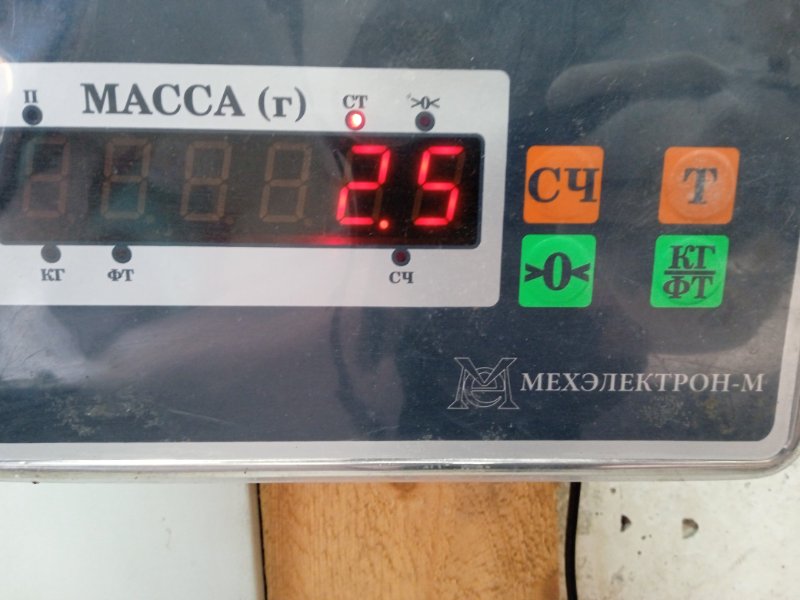 П МАССА (г) СТ >0<
2.5
КГ ФТ СЧ
СЧ Т
>0< КГ/ФТ
МЕХЭЛЕКТРОН-М